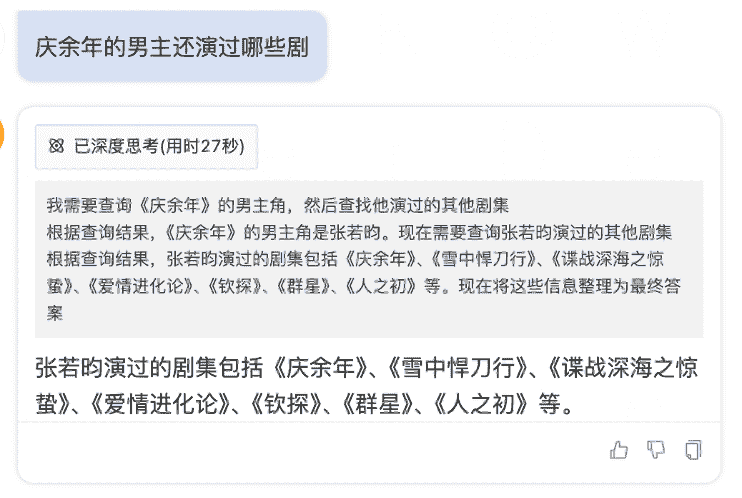 庆余年的男主还演过哪些剧
已深度思考(用时27秒)
我需要查询《庆余年》的男主角，然后查找他演过的其他剧集
根据查询结果，《庆余年》的男主角是张若昀。现在需要查询张若昀演过的其他剧集
根据查询结果，张若昀演过的剧集包括《庆余年》、《雪中悍刀行》、《谍战深海之惊
蛰》、《爱情进化论》、《钦探》、《群星》、《人之初》等。现在将这些信息整理为最终答
案
张若昀演过的剧集包括《庆余年》、《雪中悍刀行》、《谍战深海之惊
蛰》、《爱情进化论》、《钦探》、《群星》、《人之初》等。